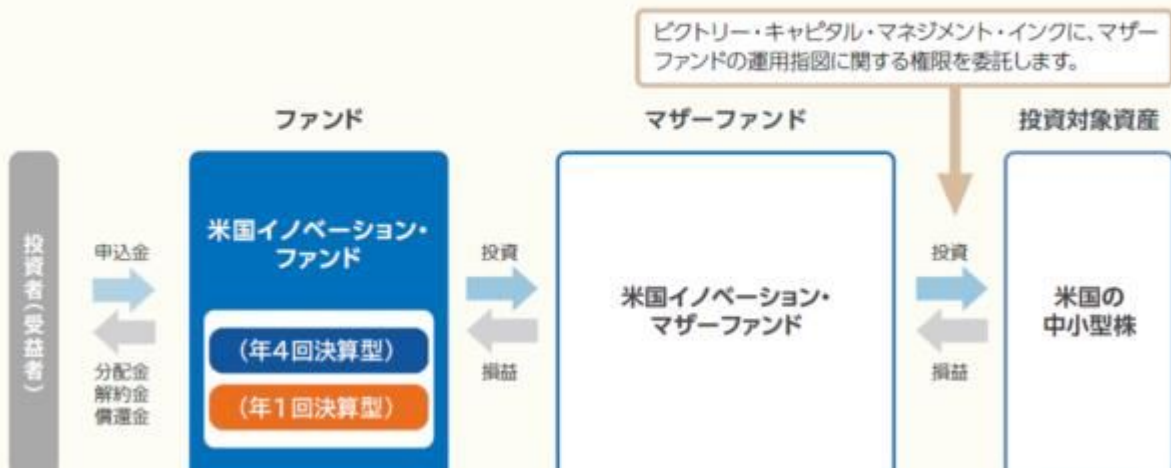 ビクトリー・キャピタル・マネジメント・インクに、マザー
ファンドの運用指図に関する権限を委託します。
ファンド
マザーファンド
投資対象資産
投資者(受益者)
申込金
分配金
解約金
償還金
米国イノベーション・
ファンド
(年4回決算型)
(年1回決算型)
投資
損益
米国イノベーション・
マザーファンド
投資
損益
米国の
中小型株